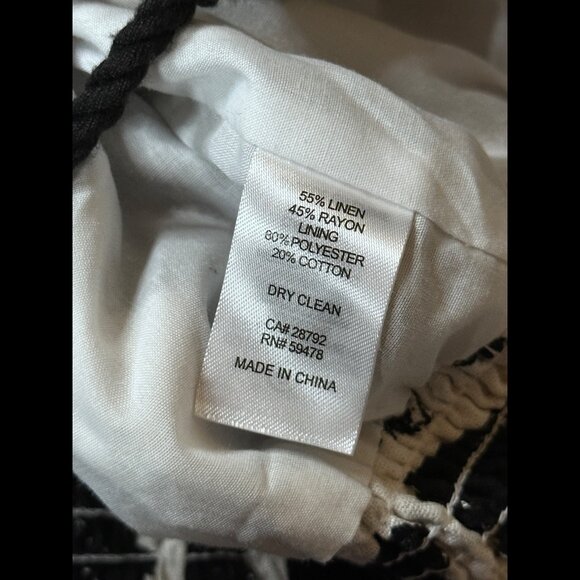 55% LINEN
45% RAYON
LINING
80% POLYESTER
20% COTTON
DRY CLEAN
CA# 28792
RN# 59478
MADE IN CHINA